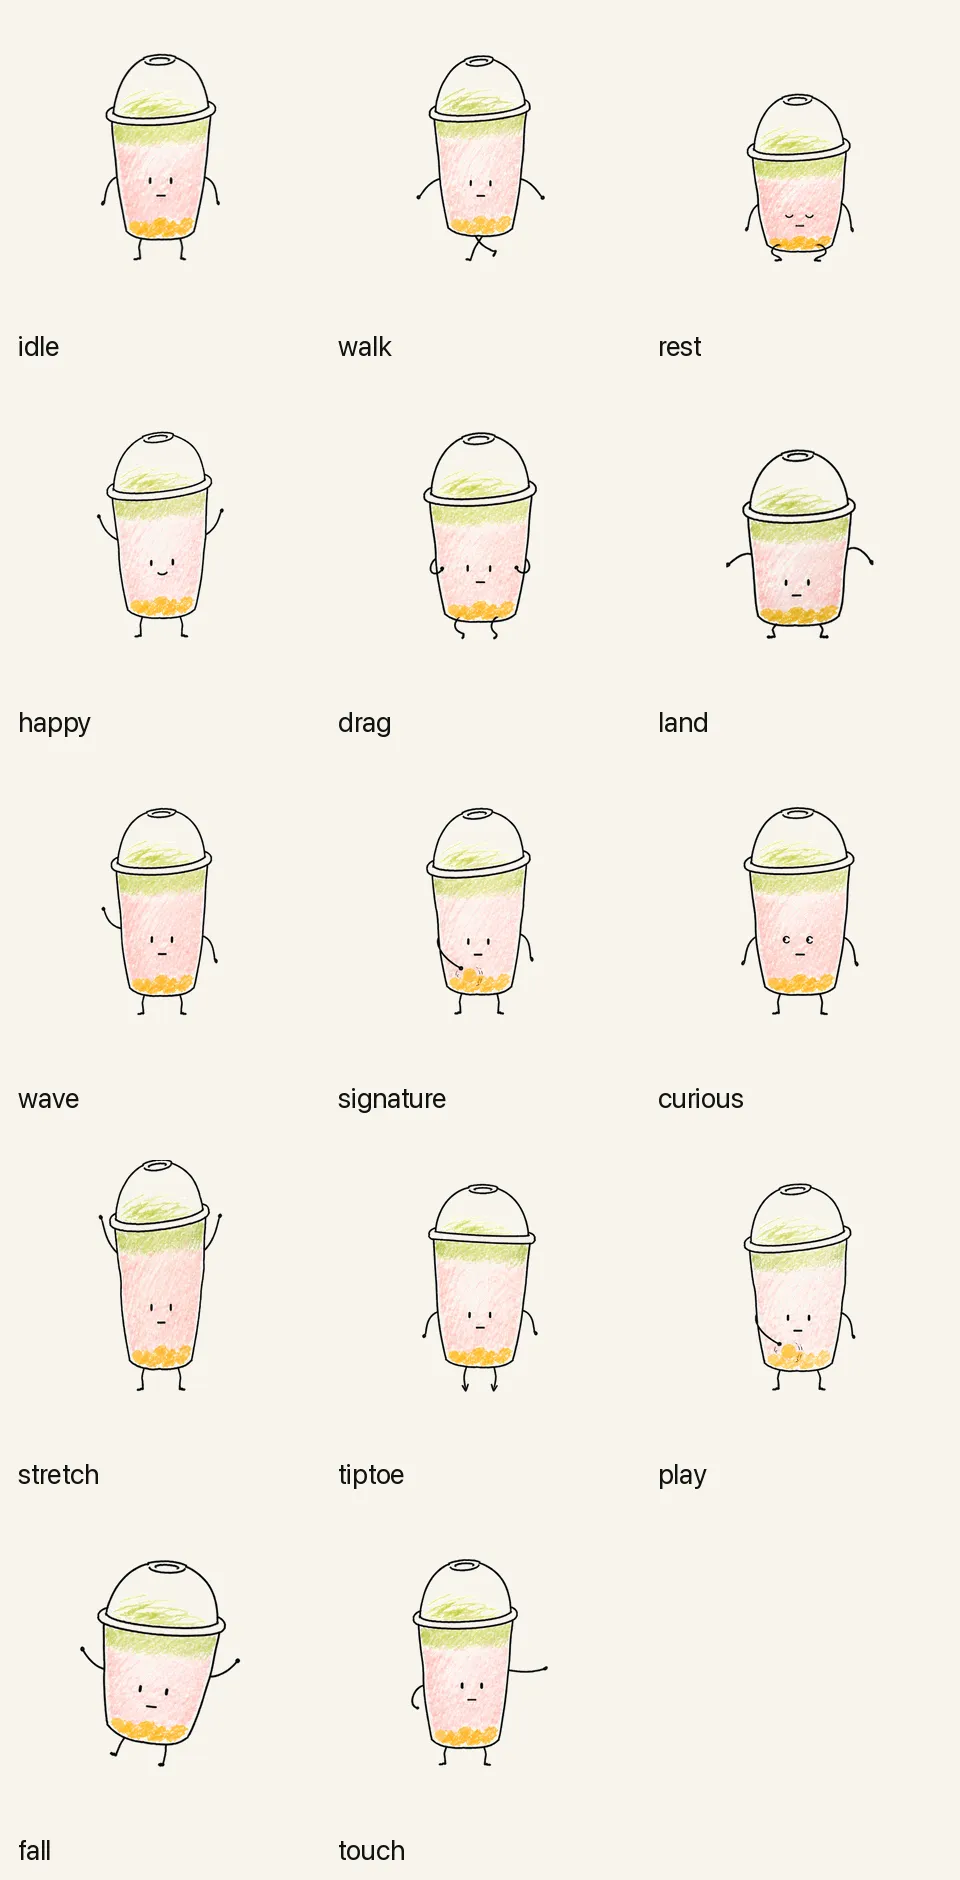 idle
walk
rest
happy
drag
land
wave
signature
curious
stretch
tiptoe
play
fall
touch